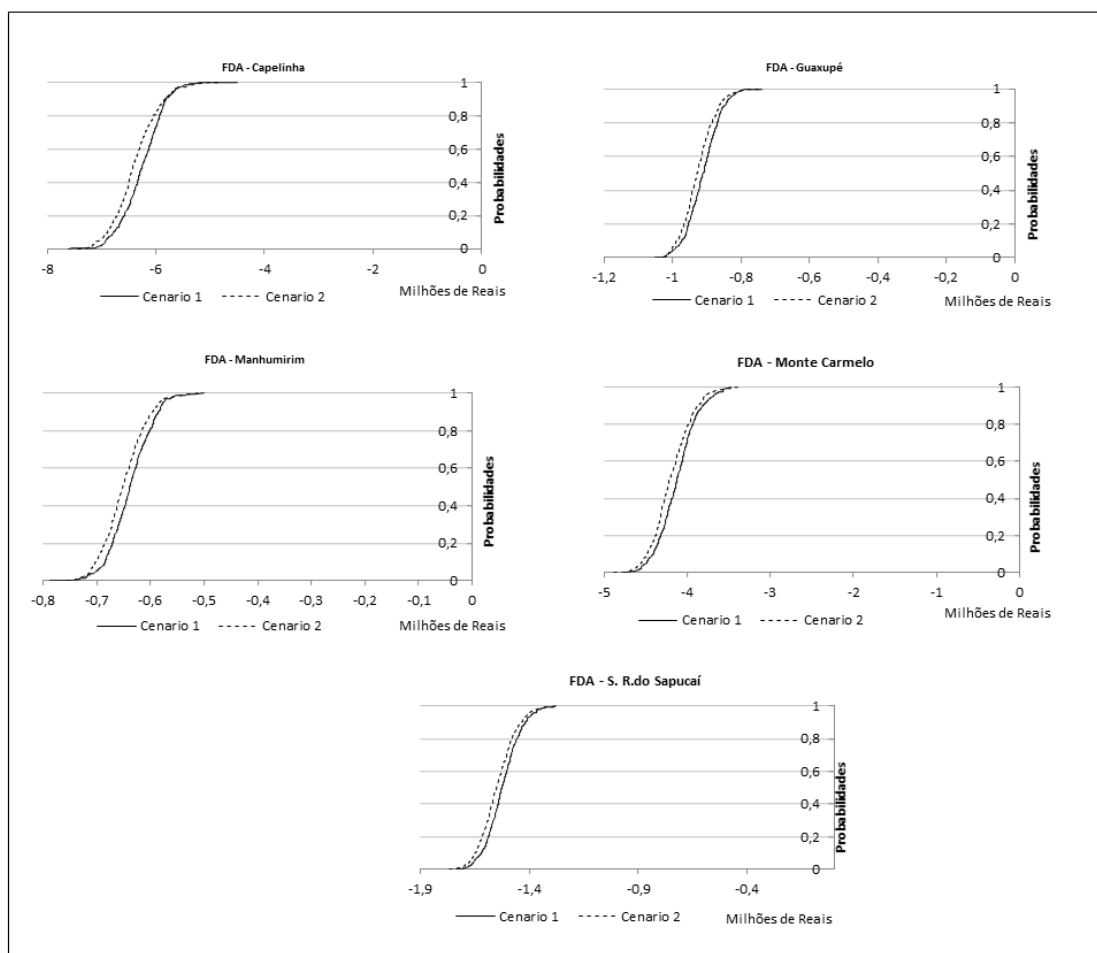 FDA - Capelinha
1
0,8
0,6
0,4
0,2
0
Probabilidades
-8 -6 -4 -2 0
Milhões de Reais
Cenario 1 Cenario 2
FDA - Guaxupé
1
0,8
0,6
0,4
0,2
0
Probabilidades
-1,2 -1 -0,8 -0,6 -0,4 -0,2 0
Milhões de Reais
Cenario 1 Cenario 2
FDA - Manhumirim
1
0,8
0,6
0,4
0,2
0
Probabilidades
-0,8 -0,7 -0,6 -0,5 -0,4 -0,3 -0,2 -0,1 0
Milhões de Reais
Cenario 1 Cenario 2
FDA - Monte Carmelo
1
0,8
0,6
0,4
0,2
0
Probabilidades
-5 -4 -3 -2 -1 0
Milhões de Reais
Cenario 1 Cenario 2
FDA - S. R.do Sapucaí
1
0,8
0,6
0,4
0,2
0
Probabilidades
-1,9 -1,4 -0,9 -0,4
Cenario 1 Cenario 2
Milhões de Reais